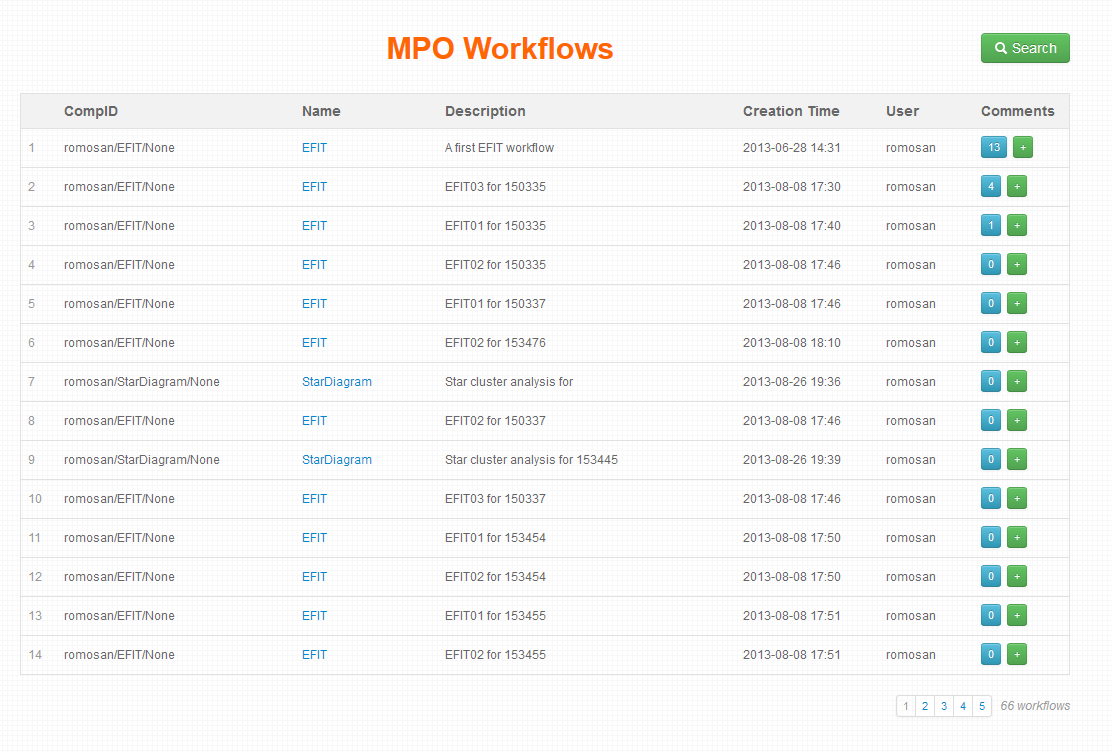 MPO Workflows
Search
CompID Name Description Creation Time User Comments
1 romosan/EFIT/None EFIT A first EFIT workflow 2013-06-28 14:31 romosan 13 +
2 romosan/EFIT/None EFIT EFIT03 for 150335 2013-08-08 17:30 romosan 4 +
3 romosan/EFIT/None EFIT EFIT01 for 150335 2013-08-08 17:40 romosan 1 +
4 romosan/EFIT/None EFIT EFIT02 for 150335 2013-08-08 17:46 romosan 0 +
5 romosan/EFIT/None EFIT EFIT01 for 150337 2013-08-08 17:46 romosan 0 +
6 romosan/EFIT/None EFIT EFIT02 for 153476 2013-08-08 18:10 romosan 0 +
7 romosan/StarDiagram/None StarDiagram Star cluster analysis for 2013-08-26 19:36 romosan 0 +
8 romosan/EFIT/None EFIT EFIT02 for 150337 2013-08-08 17:46 romosan 0 +
9 romosan/StarDiagram/None StarDiagram Star cluster analysis for 153445 2013-08-26 19:39 romosan 0 +
10 romosan/EFIT/None EFIT EFIT03 for 150337 2013-08-08 17:46 romosan 0 +
11 romosan/EFIT/None EFIT EFIT01 for 153454 2013-08-08 17:50 romosan 0 +
12 romosan/EFIT/None EFIT EFIT02 for 153454 2013-08-08 17:50 romosan 0 +
13 romosan/EFIT/None EFIT EFIT01 for 153455 2013-08-08 17:51 romosan 0 +
14 romosan/EFIT/None EFIT EFIT02 for 153455 2013-08-08 17:51 romosan 0 +
1 2 3 4 5 66 workflows